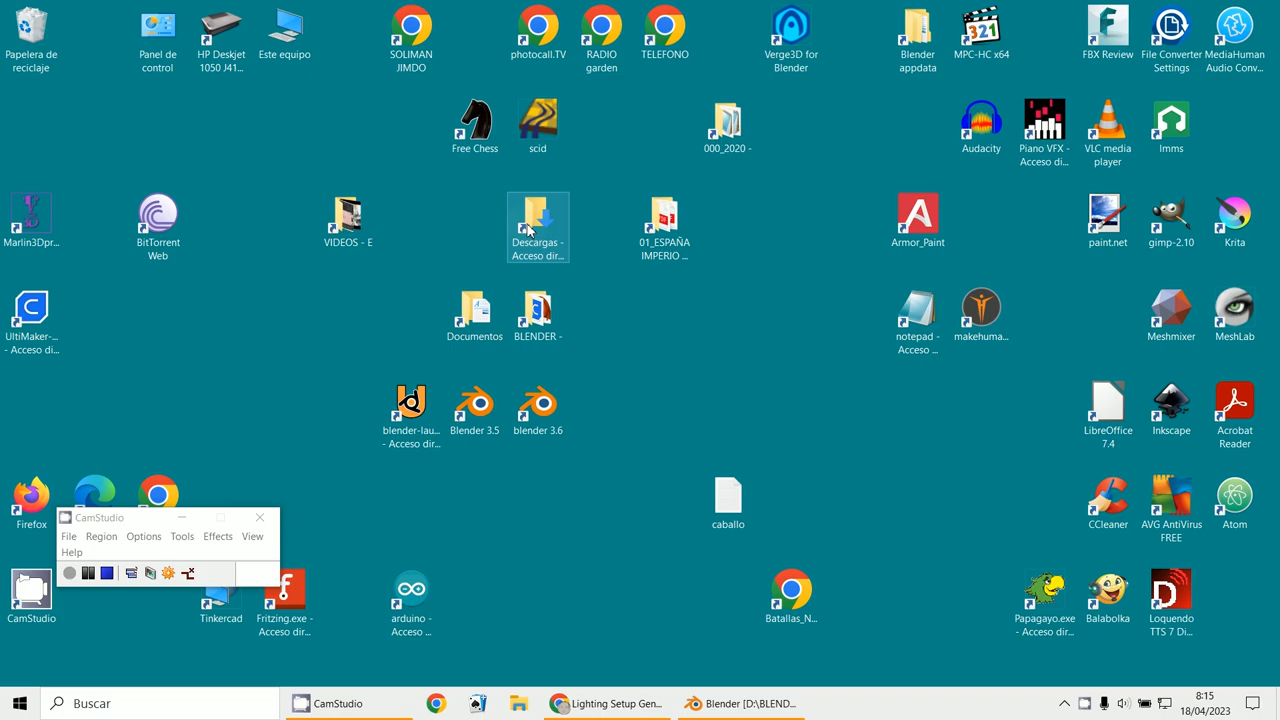 Papelera de
reciclaje
Panel de
control
HP Deskjet
1050 J41...
Este equipo
SOLIMAN
JIMDO
photocall.TV
RADIO
garden
TELEFONO
Verge3D for
Blender
Blender
appdata
321
MPC-HC x64
FBX Review
File Converter
Settings
MediaHuman
Audio Conv...
Free Chess
scid
000_2020 -
Audacity
Piano VFX -
Acceso di...
VLC media
player
lmms
Marlin3Dpr...
BitTorrent
Web
VIDEOS - E
Descargas -
Acceso dir...
01_ESPAÑA
IMPERIO ...
Armor_Paint
paint.net
gimp-2.10
Krita
UltiMaker-...
- Acceso di...
Documentos
BLENDER -
notepad -
Acceso ...
makehuma...
Meshmixer
MeshLab
blender-lau...
- Acceso dir...
Blender 3.5
blender 3.6
LibreOffice
7.4
Inkscape
Acrobat
Reader
Firefox
caballo
CCleaner
AVG AntiVirus
FREE
Atom
CamStudio
File Region Options Tools Effects View
Help
CamStudio
Tinkercad
Fritzing.exe -
Acceso dir...
arduino -
Acceso ...
Batallas_N...
Papagayo.exe
- Acceso dir...
Balabolka
Loquendo
TTS 7 Di...
Buscar
CamStudio
Lighting Setup Gen...
Blender [D:\BLEND...
8:15
18/04/2023